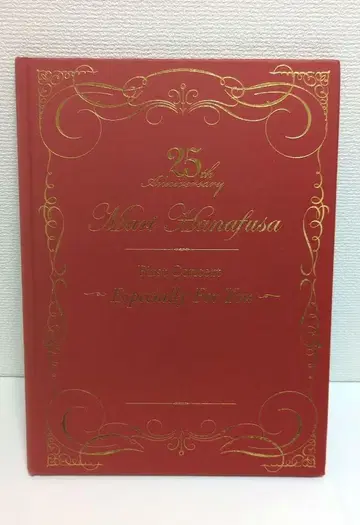 25th
Anniversary
Mari Hanafusa
First Concert
Especially For You